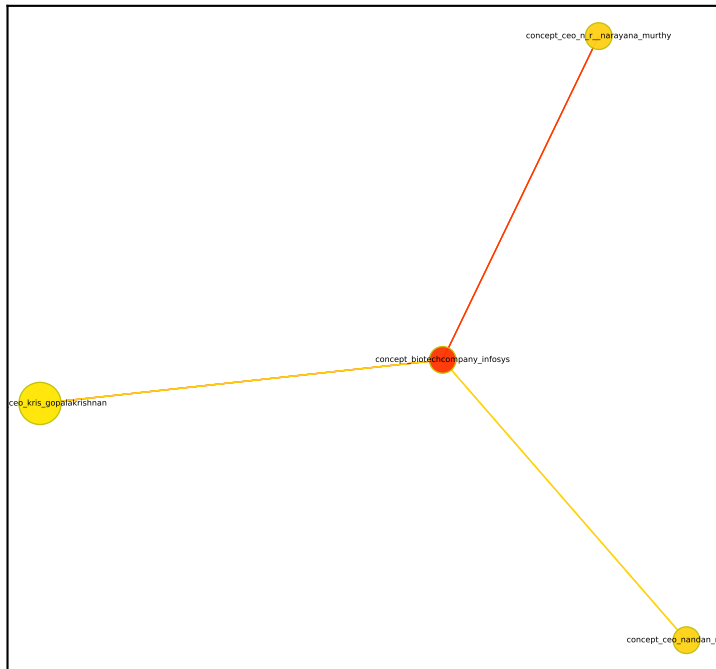 concept_ceo_n_r__narayana_murthy
concept_biotechcompany_infosys
ceo_kris_gopalakrishnan
concept_ceo_nandan_